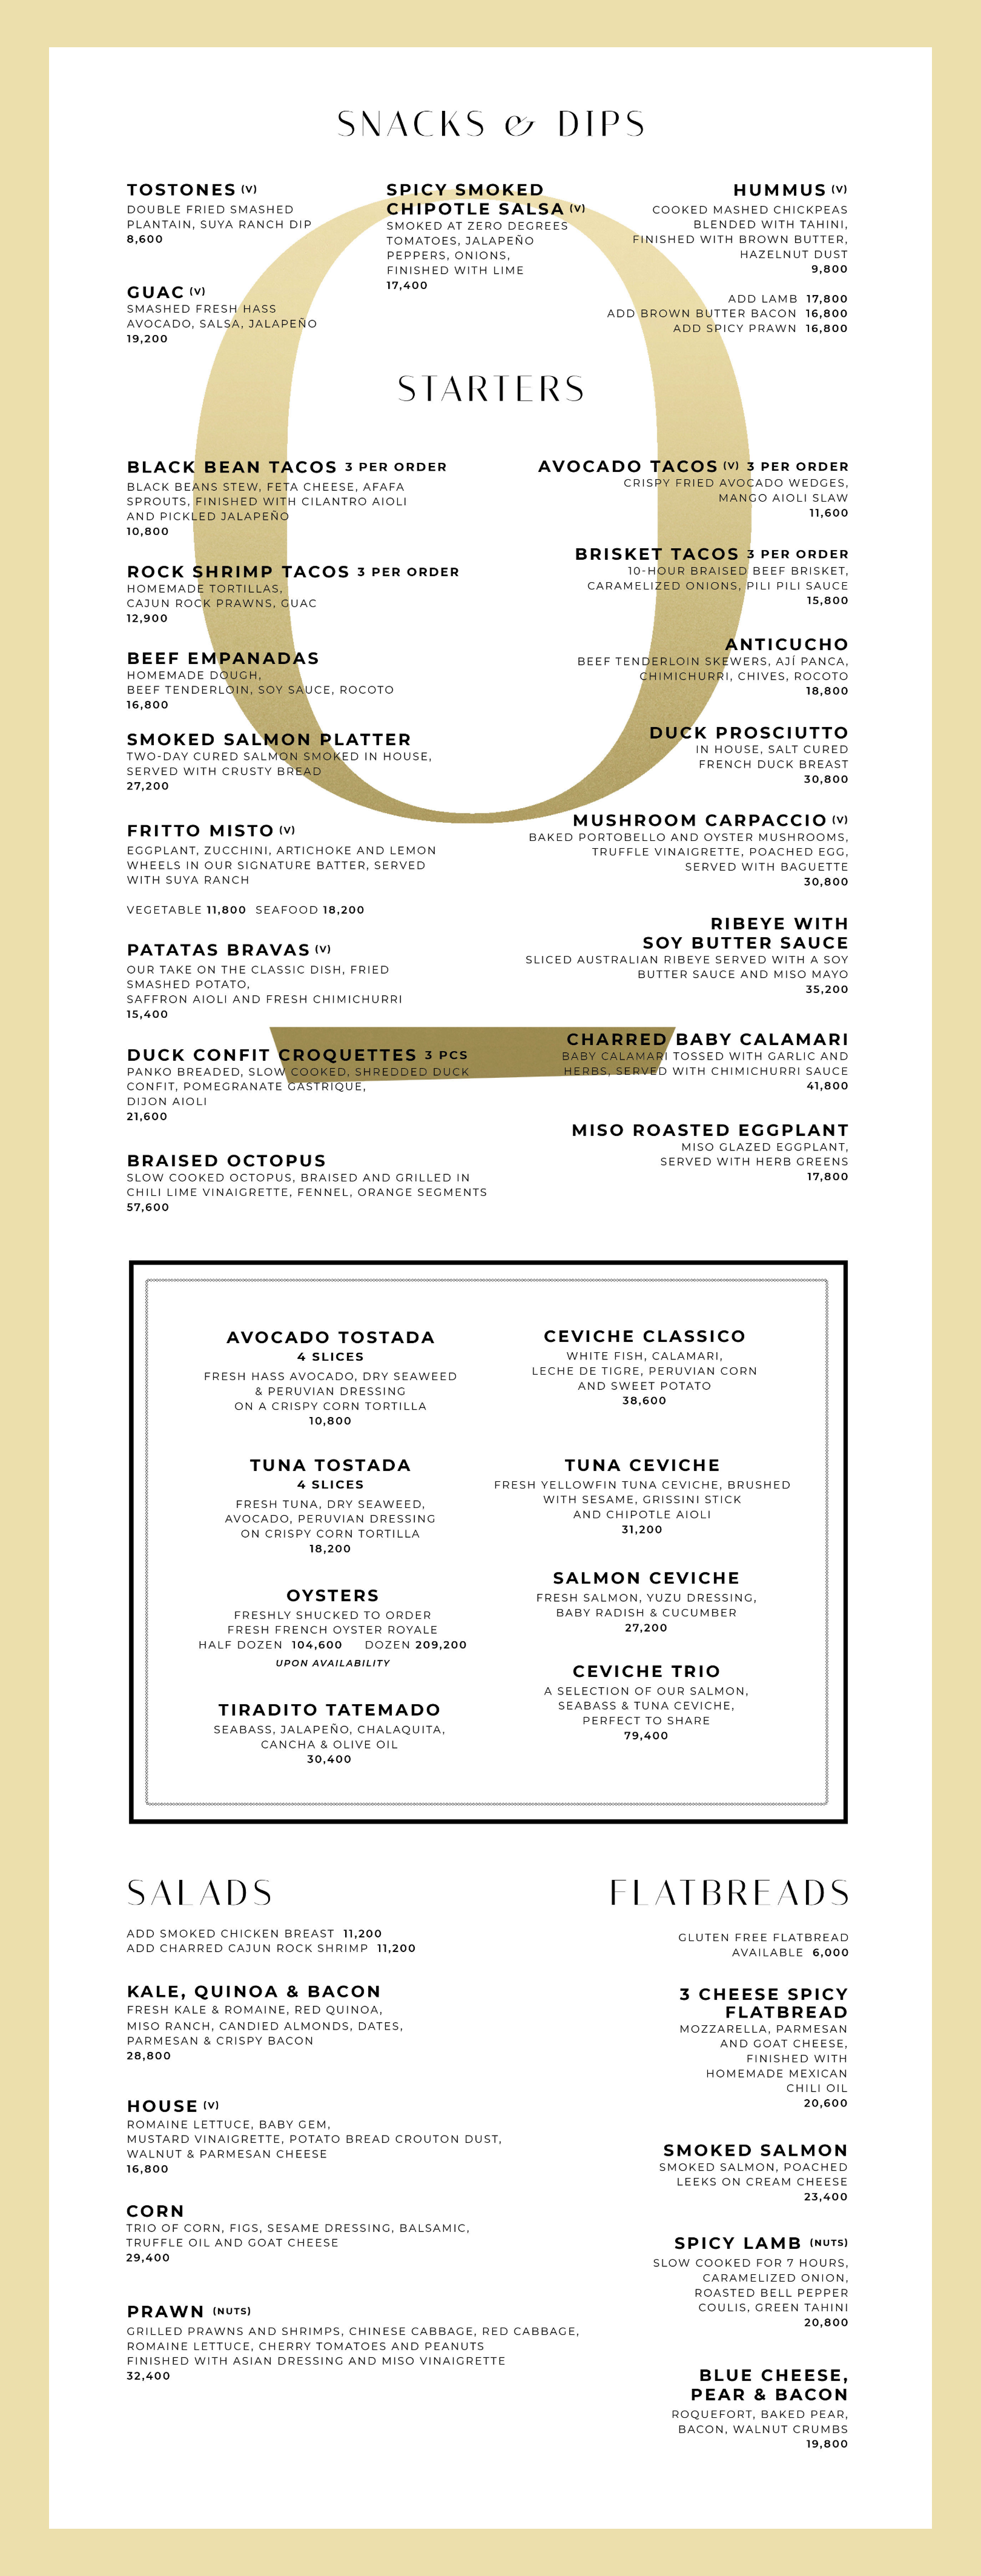 SNACKS & DIPS
TOSTONES (V)
DOUBLE FRIED SMASHED
PLANTAIN, SUYA RANCH DIP
8,600
GUAC (V)
SMASHED FRESH HASS
AVOCADO, SALSA, JALAPEÑO
19,200
SPICY SMOKED
CHIPOTLE SALSA (V)
SMOKED AT ZERO DEGREES
TOMATOES, JALAPEÑO
PEPPERS, ONIONS,
FINISHED WITH LIME
17,400
HUMMUS (V)
COOKED MASHED CHICKPEAS
BLENDED WITH TAHINI,
FINISHED WITH BROWN BUTTER,
HAZELNUT DUST
9,800
ADD LAMB 17,800
ADD BROWN BUTTER BACON 16,800
ADD SPICY PRAWN 16,800
STARTERS
BLACK BEAN TACOS 3 PER ORDER
BLACK BEANS STEW, FETA CHEESE, AFAFA
SPROUTS, FINISHED WITH CILANTRO AIOLI
AND PICKLED JALAPEÑO
10,800
ROCK SHRIMP TACOS 3 PER ORDER
HOMEMADE TORTILLAS,
CAJUN ROCK PRAWNS, GUAC
12,900
BEEF EMPANADAS
HOMEMADE DOUGH,
BEEF TENDERLOIN, SOY SAUCE, ROCOTO
16,800
SMOKED SALMON PLATTER
TWO-DAY CURED SALMON SMOKED IN HOUSE,
SERVED WITH CRUSTY BREAD
27,200
FRITTO MISTO (V)
EGGPLANT, ZUCCHINI, ARTICHOKE AND LEMON
WHEELS IN OUR SIGNATURE BATTER, SERVED
WITH SUYA RANCH
VEGETABLE 11,800 SEAFOOD 18,200
PATATAS BRAVAS (V)
OUR TAKE ON THE CLASSIC DISH, FRIED
SMASHED POTATO,
SAFFRON AIOLI AND FRESH CHIMICHURRI
15,400
DUCK CONFIT CROQUETTES 3 PCS
PANKO BREADED, SLOW COOKED, SHREDDED DUCK
CONFIT, POMEGRANATE GASTRIQUE,
DIJON AIOLI
21,600
BRAISED OCTOPUS
SLOW COOKED OCTOPUS, BRAISED AND GRILLED IN
CHILI LIME VINAIGRETTE, FENNEL, ORANGE SEGMENTS
57,600
AVOCADO TACOS (V) 3 PER ORDER
CRISPY FRIED AVOCADO WEDGES,
MANGO AIOLI SLAW
11,600
BRISKET TACOS 3 PER ORDER
10-HOUR BRAISED BEEF BRISKET,
CARAMELIZED ONIONS, PILI PILI SAUCE
15,800
ANTICUCHO
BEEF TENDERLOIN SKEWERS, AJÍ PANCA,
CHIMICHURRI, CHIVES, ROCOTO
18,800
DUCK PROSCIUTTO
IN HOUSE, SALT CURED
FRENCH DUCK BREAST
30,800
MUSHROOM CARPACCIO (V)
BAKED PORTOBELLO AND OYSTER MUSHROOMS,
TRUFFLE VINAIGRETTE, POACHED EGG,
SERVED WITH BAGUETTE
30,800
RIBEYE WITH
SOY BUTTER SAUCE
SLICED AUSTRALIAN RIBEYE SERVED WITH A SOY
BUTTER SAUCE AND MISO MAYO
35,200
CHARRED BABY CALAMARI
BABY CALAMARI TOSSED WITH GARLIC AND
HERBS, SERVED WITH CHIMICHURRI SAUCE
41,800
MISO ROASTED EGGPLANT
MISO GLAZED EGGPLANT,
SERVED WITH HERB GREENS
17,800
AVOCADO TOSTADA
4 SLICES
FRESH HASS AVOCADO, DRY SEAWEED
& PERUVIAN DRESSING
ON A CRISPY CORN TORTILLA
10,800
TUNA TOSTADA
4 SLICES
FRESH TUNA, DRY SEAWEED,
AVOCADO, PERUVIAN DRESSING
ON CRISPY CORN TORTILLA
18,200
OYSTERS
FRESHLY SHUCKED TO ORDER
FRESH FRENCH OYSTER ROYALE
HALF DOZEN 104,600 DOZEN 209,200
UPON AVAILABILITY
TIRADITO TATEMADO
SEABASS, JALAPEÑO, CHALAQUITA,
CANCHA & OLIVE OIL
30,400
CEVICHE CLASSICO
WHITE FISH, CALAMARI,
LECHE DE TIGRE, PERUVIAN CORN
AND SWEET POTATO
38,600
TUNA CEVICHE
FRESH YELLOWFIN TUNA CEVICHE, BRUSHED
WITH SESAME, GRISSINI STICK
AND CHIPOTLE AIOLI
31,200
SALMON CEVICHE
FRESH SALMON, YUZU DRESSING,
BABY RADISH & CUCUMBER
27,200
CEVICHE TRIO
A SELECTION OF OUR SALMON,
SEABASS & TUNA CEVICHE,
PERFECT TO SHARE
79,400
SALADS
ADD SMOKED CHICKEN BREAST 11,200
ADD CHARRED CAJUN ROCK SHRIMP 11,200
KALE, QUINOA & BACON
FRESH KALE & ROMAINE, RED QUINOA,
MISO RANCH, CANDIED ALMONDS, DATES,
PARMESAN & CRISPY BACON
28,800
HOUSE (V)
ROMAINE LETTUCE, BABY GEM,
MUSTARD VINAIGRETTE, POTATO BREAD CROUTON DUST,
WALNUT & PARMESAN CHEESE
16,800
CORN
TRIO OF CORN, FIGS, SESAME DRESSING, BALSAMIC,
TRUFFLE OIL AND GOAT CHEESE
29,400
PRAWN (NUTS)
GRILLED PRAWNS AND SHRIMPS, CHINESE CABBAGE, RED CABBAGE,
ROMAINE LETTUCE, CHERRY TOMATOES AND PEANUTS
FINISHED WITH ASIAN DRESSING AND MISO VINAIGRETTE
32,400
FLATBREADS
GLUTEN FREE FLATBREAD
AVAILABLE 6,000
3 CHEESE SPICY
FLATBREAD
MOZZARELLA, PARMESAN
AND GOAT CHEESE,
FINISHED WITH
HOMEMADE MEXICAN
CHILI OIL
20,600
SMOKED SALMON
SMOKED SALMON, POACHED
LEEKS ON CREAM CHEESE
23,400
SPICY LAMB (NUTS)
SLOW COOKED FOR 7 HOURS,
CARAMELIZED ONION,
ROASTED BELL PEPPER
COULIS, GREEN TAHINI
20,800
BLUE CHEESE,
PEAR & BACON
ROQUEFORT, BAKED PEAR,
BACON, WALNUT CRUMBS
19,800